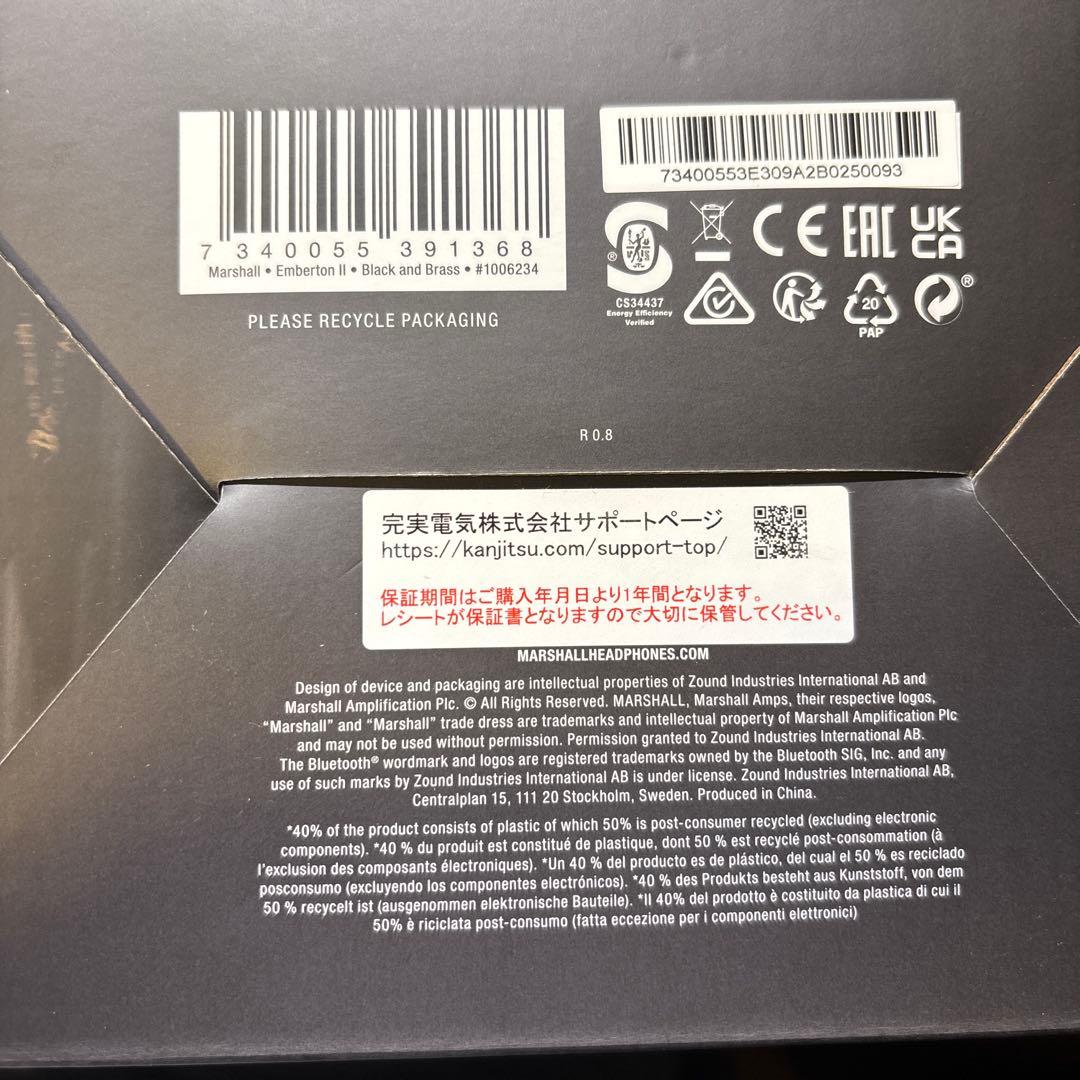 7 340055 391368
Marshall • Emberton II • Black and Brass • #1006234
PLEASE RECYCLE PACKAGING
73400553E309A2B0250093
®
CS34437
Energy Efficiency
Verified
CE
EAC
UK
CA
20
PAP
®
R 0.8
完実電気株式会社サポートページ
https://kanjitsu.com/support-top/
保証期間はご購入年月日より1年間となります。
レシートが保証書となりますので大切に保管してください。
MARSHALLHEADPHONES.COM
Design of device and packaging are intellectual properties of Zound Industries International AB and
Marshall Amplification Plc. © All Rights Reserved. MARSHALL, Marshall Amps, their respective logos,
“Marshall” and “Marshall” trade dress are trademarks and intellectual property of Marshall Amplification Plc
and may not be used without permission. Permission granted to Zound Industries International AB.
The Bluetooth® wordmark and logos are registered trademarks owned by the Bluetooth SIG, Inc. and any
use of such marks by Zound Industries International AB is under license. Zound Industries International AB,
Centralplan 15, 111 20 Stockholm, Sweden. Produced in China.
*40% of the product consists of plastic of which 50% is post-consumer recycled (excluding electronic
components). *40 % du produit est constitué de plastique, dont 50 % est recyclé post-consommation (à
l’exclusion des composants électroniques). *Un 40 % del producto es de plástico, del cual el 50 % es reciclado
posconsumo (excluyendo los componentes electrónicos). *40 % des Produkts besteht aus Kunststoff, von dem
50 % recycelt ist (ausgenommen elektronische Bauteile). *Il 40% del prodotto è costituito da plastica di cui il
50% è riciclata post-consumo (fatta eccezione per i componenti elettronici)